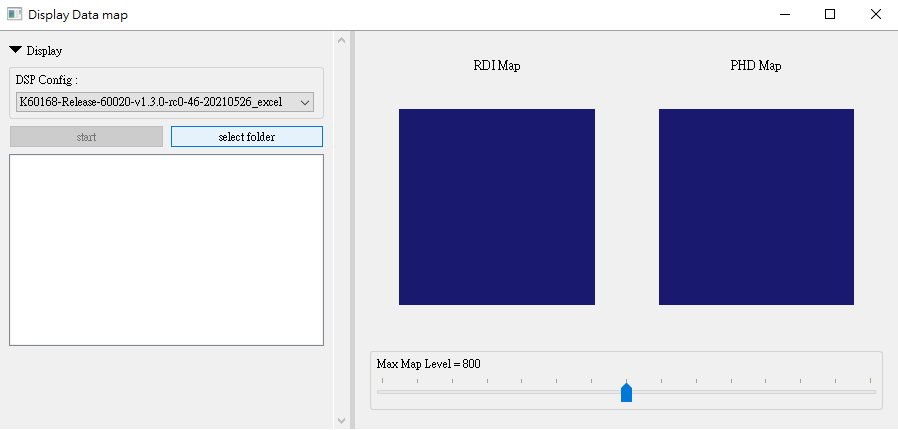 Display Data map
Display
DSP Config :
K60168-Release-60020-v1.3.0-rc0-46-20210526_excel
start
select folder
RDI Map
PHD Map
Max Map Level = 800